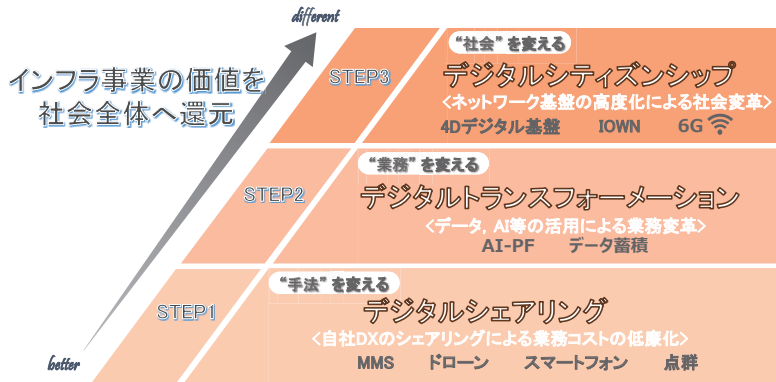 different
インフラ事業の価値を
社会全体へ還元
STEP3
“社会” を変える
デジタルシティズンシップ
<ネットワーク基盤の高度化による社会変革>
4Dデジタル基盤 IOWN 6G
STEP2
“業務” を変える
デジタルトランスフォーメーション
<データ, AI等の活用による業務変革>
AI-PF データ蓄積
STEP1
“手法” を変える
デジタルシェアリング
<自社DXのシェアリングによる業務コストの低廉化>
MMS ドローン スマートフォン 点群
better